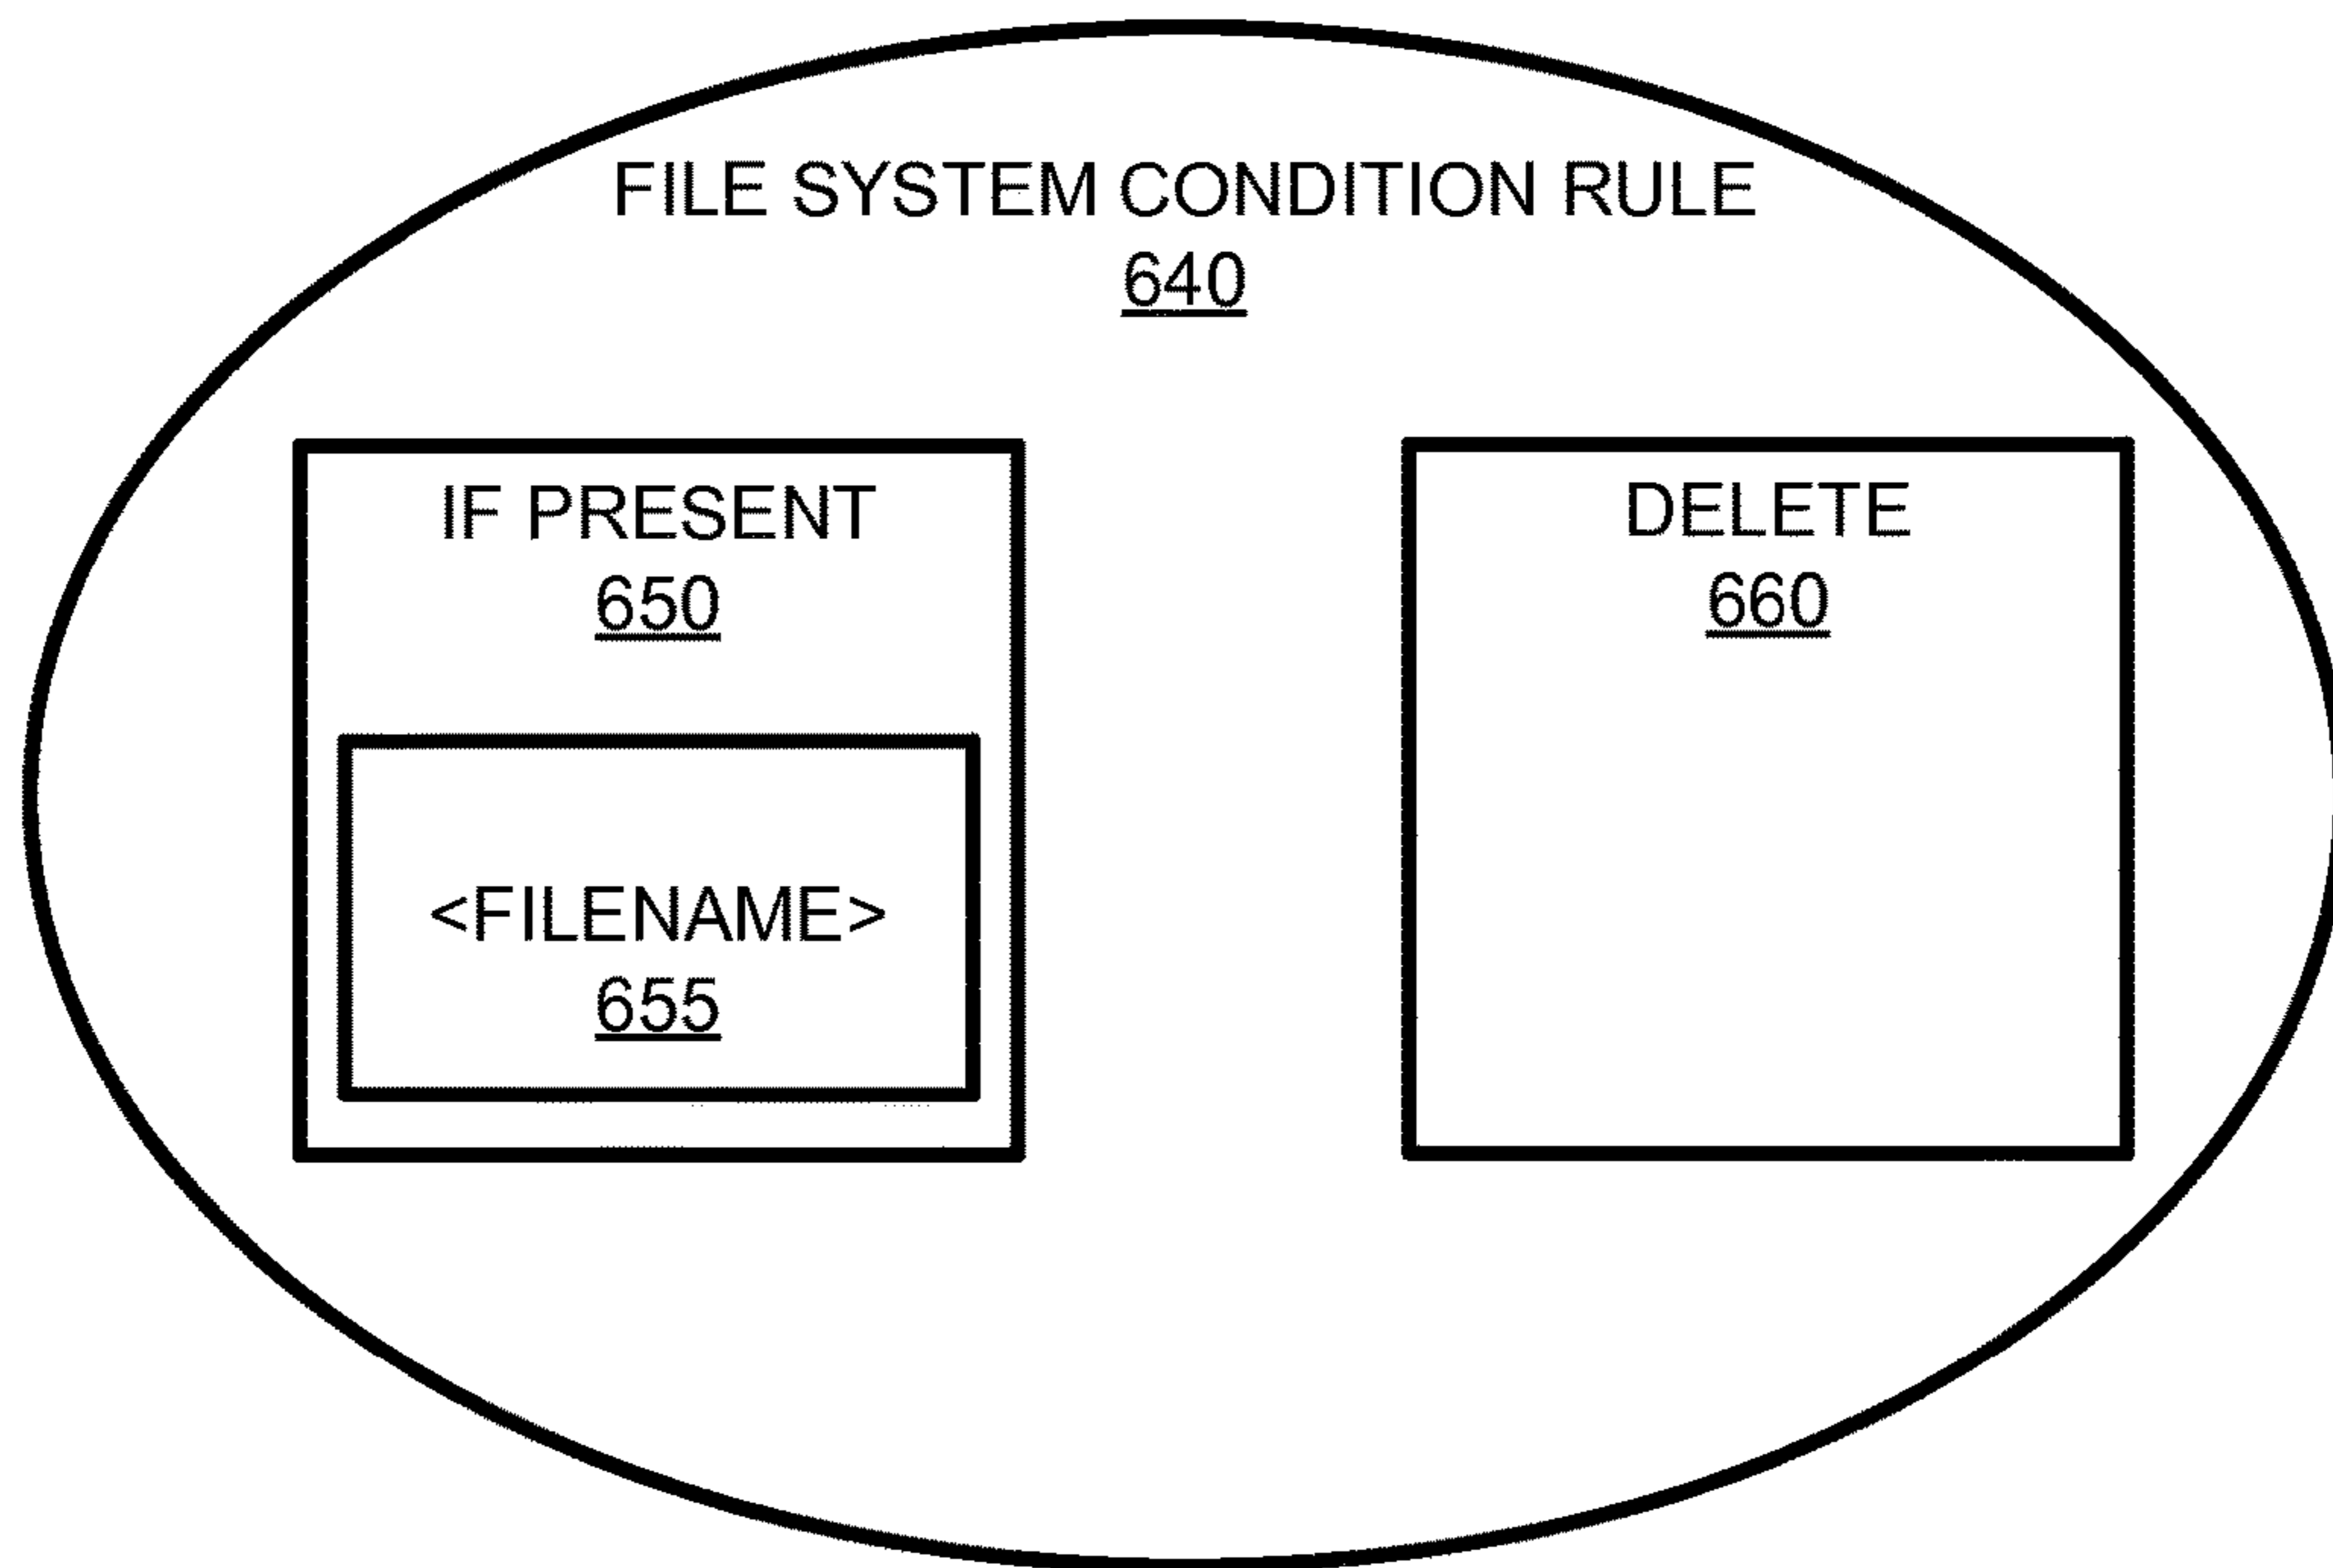 FILE SYSTEM CONDITION RULE
640
IF PRESENT
650
<FILENAME>
655
DELETE
660